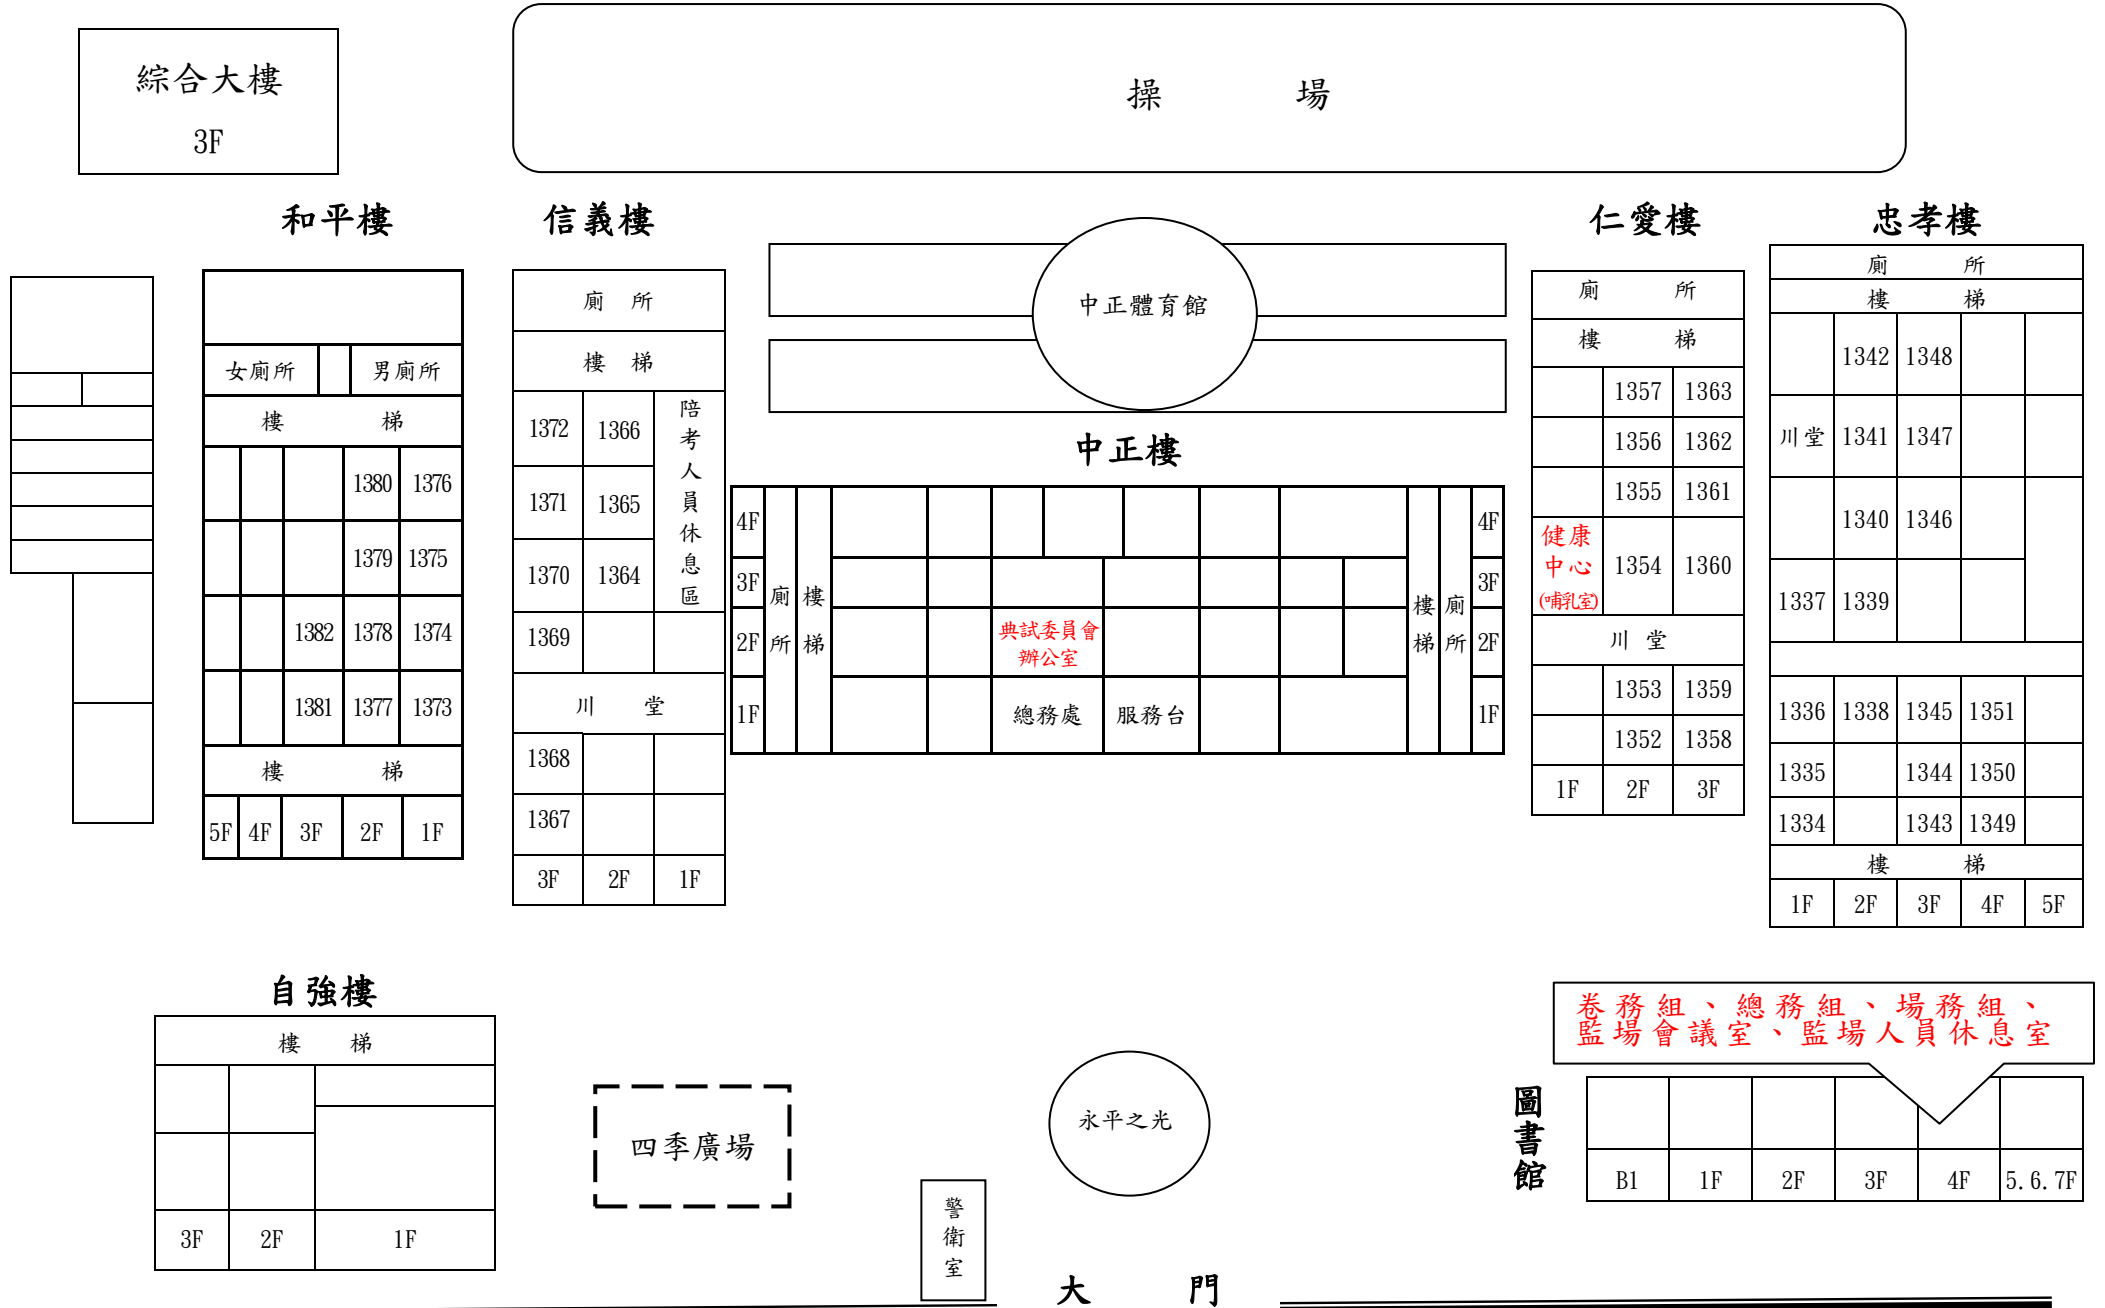 綜合大樓
3F
操 場
和平樓
女廁所 男廁所
樓 梯
1380 1376
1379 1375
1382 1378 1374
1381 1377 1373
樓 梯
5F 4F 3F 2F 1F
信義樓
廁 所
樓 梯
1372 1366
1371 1365
1370 1364
陪考人員休息區
1369
川 堂
1368
1367
3F 2F 1F
中正體育館
中正樓
4F 4F
3F 3F
2F 2F
1F 1F
廁所
樓梯
典試委員會
辦公室
總務處 服務台
樓梯
廁所
仁愛樓
廁 所
樓 梯
1357 1363
1356 1362
1355 1361
健康
中心
(哺乳室)
1354 1360
川 堂
1353 1359
1352 1358
1F 2F 3F
忠孝樓
廁 所
樓 梯
1342 1348
川堂 1341 1347
1340 1346
1337 1339
1336 1338 1345 1351
1335 1344 1350
1334 1343 1349
樓 梯
1F 2F 3F 4F 5F
自強樓
樓 梯
3F 2F 1F
四季廣場
永平之光
警衛室
大 門
卷務組、總務組、場務組、
監場會議室、監場人員休息室
圖書館
B1 1F 2F 3F 4F 5.6.7F